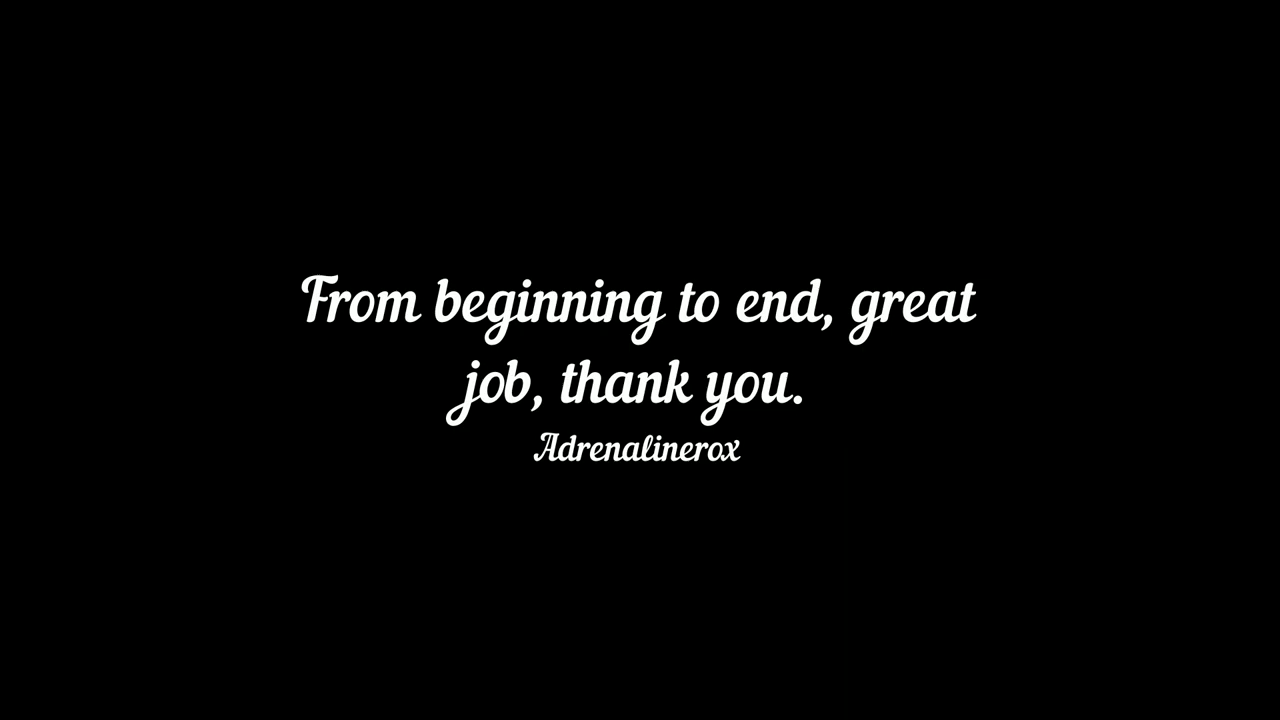 From beginning to end, great
job, thank you.
Adrenalinerox